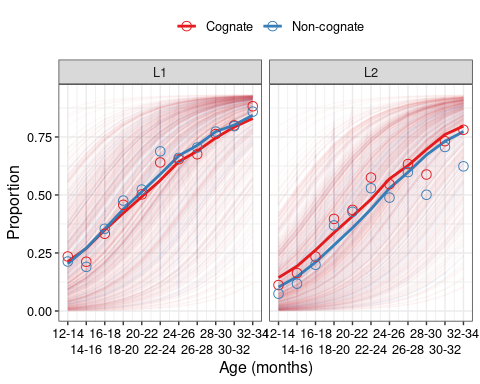 Cognate Non-cognate
L1 L2
Proportion
0.75
0.50
0.25
0.00
12-14 16-18 20-22 24-26 28-30 32-34 12-14 16-18 20-22 24-26 28-30 32-34
14-16 18-20 22-24 26-28 30-32 14-16 18-20 22-24 26-28 30-32
Age (months)